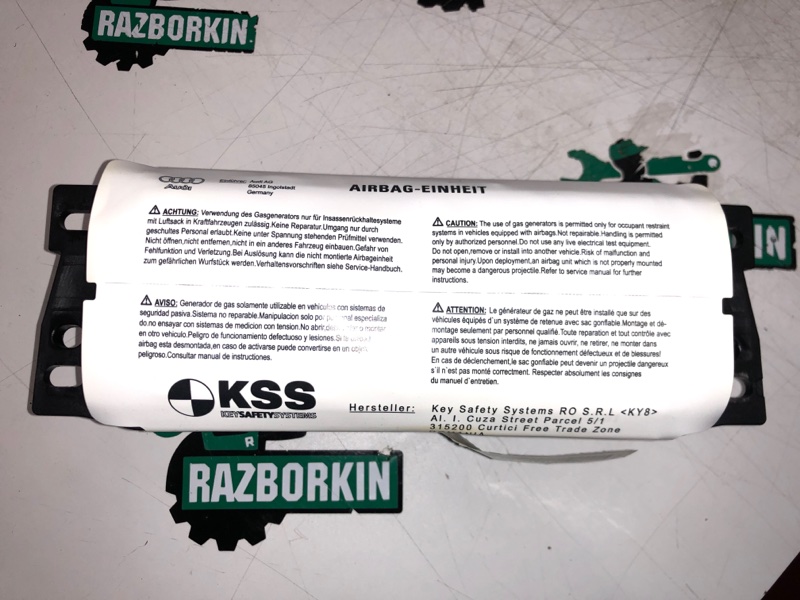 RAZBORKIN
Audi AG
85045 Ingolstadt
Germany
AIRBAG-EINHEIT
ACHTUNG: Verwendung des Gasgenerators nur für Insassenrückhaltesysteme
mit Luftsack in Kraftfahrzeugen zulässig.Keine Reparatur.Umgang nur durch
geschultes Personal erlaubt.Keine unter Spannung stehenden Prüfmittel verwenden.
Nicht öffnen,nicht entfernen,nicht in ein anderes Fahrzeug einbauen.Gefahr von
Fehlfunktion und Verletzung.Bei Auslösung kann die nicht montierte Airbageinheit
zum gefährlichen Wurfstück werden.Verhaltensvorschriften siehe Service-Handbuch.
CAUTION: The use of gas generators is permitted only for occupant restraint
systems in vehicles equipped with airbags.Not repairable.Handling is permitted
only by authorized personnel.Do not use any live electrical test equipment.
Do not open,remove or install into another vehicle.Risk of malfunction and
personal injury.Upon deployment,an airbag unit which is not properly mounted
may become a dangerous projectile.Refer to service manual for further
instructions.
AVISO: Generador de gas solamente utilizable en vehículos con sistemas de
seguridad pasiva.Sistema no reparable.Manipulacion solo por especializa
do.no ensayar con sistemas de medicion con tension.No abrir, o montar
en otro vehiculo.Peligro de funcionamiento defectuoso y lesiones.
airbag esta desmontada,en caso de activarse puede convertirse en un
peligroso.Consultar manual de instrucciones.
ATTENTION: Le générateur de gaz ne peut être installé que sur des
véhicules équipés d'un système de retenue avec sac gonflable.Montage et dé-
montage seulement par personnel qualifié. Toute reparation et tout contrôle avec
appareils sous tension interdits, ne jamais ouvrir, ne retirer, ne monter dans
un autre véhicule sous risque de fonctionnement défectueux et de blessures!
En cas de déclenchement,le sac gonflable peut devenir un projectile dangereux
s'il n'est pas monté correctement. Respecter absolument les consignes
du manuel d'entretien.
KSS
KEYSAFETYSYSTEMS
Hersteller:
Key Safety Systems RO S.R.L <KY8>
Al. I. Cuza Street Parcel 5/1
315200 Curtici Free Trade Zone
IN
R
RAZBORKIN